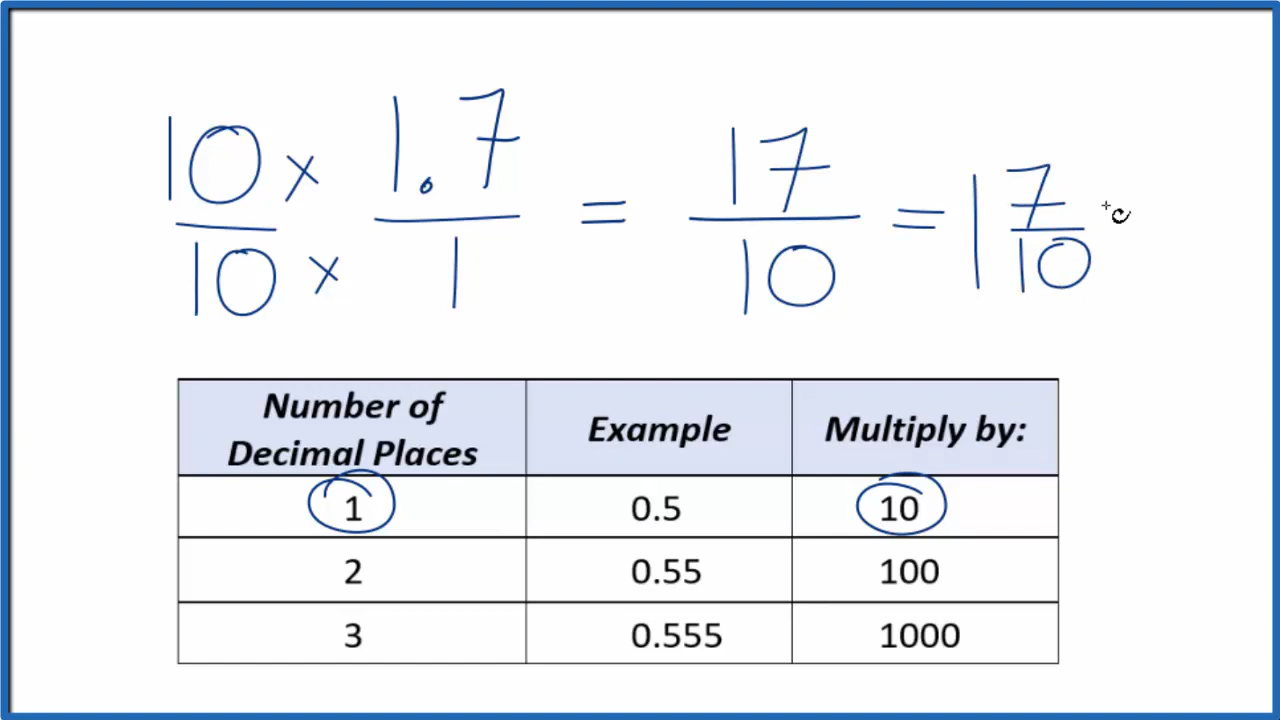 10/10 × 1.7/1 = 17/10 = 1 7/10
Number of Decimal Places | Example | Multiply by:
1 | 0.5 | 10
2 | 0.55 | 100
3 | 0.555 | 1000